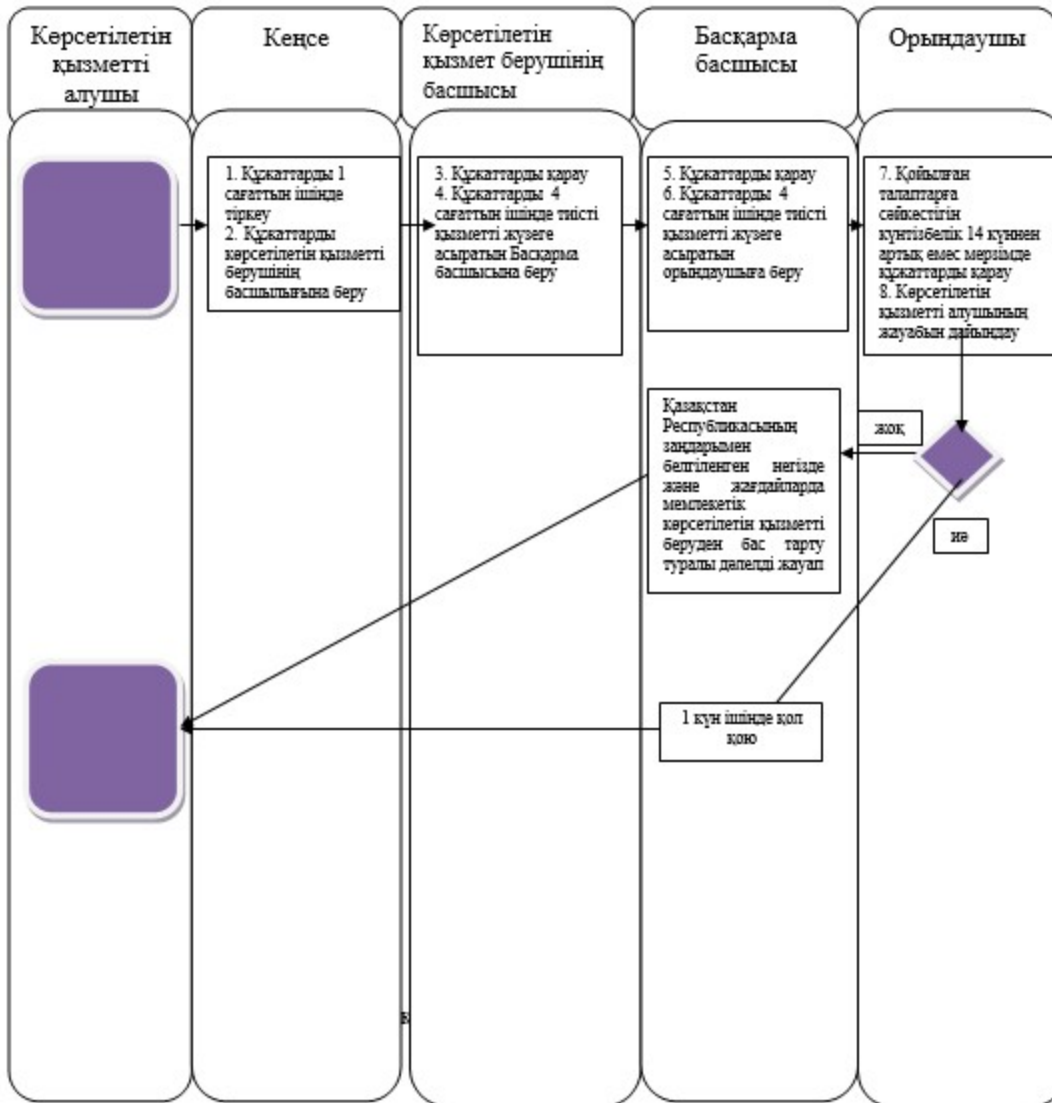 Көрсетілетін
қызметті
алушы
Кеңсе
Көрсетілетін
қызмет берушінің
басшысы
Басқарма
басшысы
Орындаушы
1. Құжаттарды 1
сағаттын ішінде
тіркеу
2. Құжаттарды
көрсетілетін қызметті
берушінің
басшылығына беру
3. Құжаттарды қарау
4. Құжаттарды 4
сағаттын ішінде тиісті
қызметті жүзеге
асыратын Басқарма
басшысына беру
5. Құжаттарды қарау
6. Құжаттарды 4
сағаттын ішінде тиісті
қызметті жүзеге
асыратын
орындаушыға беру
7. Қойылған
талаптарға
сәйкестігін
күнтізбелік 14 күннен
артық емес мерзімде
құжаттарды қарау
8. Көрсетілетін
қызметті алушының
жауабын дайындау
Қазақстан
Республикасының
заңдарымен
белгіленген негізде
және жағдайларда
мемлекетік
көрсетілетін қызметті
беруден бас тарту
туралы дәлелді жауап
жоқ
иә
1 күн ішінде қол
қою